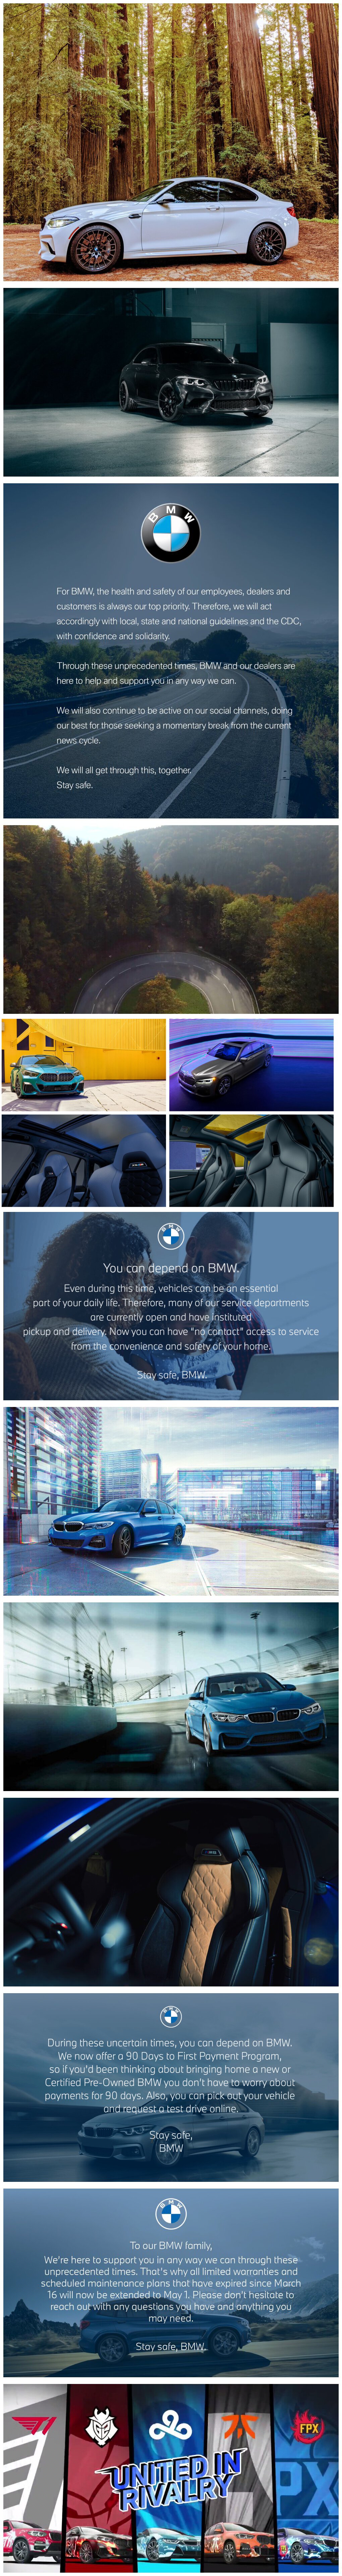 BMW
For BMW, the health and safety of our employees, dealers and
customers is always our top priority. Therefore, we will act
accordingly with local, state and national guidelines and the CDC,
with confidence and solidarity.
Through these unprecedented times, BMW and our dealers are
here to help and support you in any way we can.
We will also continue to be active on our social channels, doing
our best for those seeking a momentary break from the current
news cycle.
We will all get through this, together.
Stay safe.
BMW
You can depend on BMW.
Even during this time, vehicles can be an essential
part of your daily life. Therefore, many of our service departments
are currently open and have instituted
pickup and delivery. Now you can have "no contact" access to service
from the convenience and safety of your home.
Stay safe, BMW.
BMW
During these uncertain times, you can depend on BMW.
We now offer a 90 Days to First Payment Program,
so if you'd been thinking about bringing home a new or
Certified Pre-Owned BMW you don't have to worry about
payments for 90 days. Also, you can pick out your vehicle
and request a test drive online.
Stay safe,
BMW
BMW
To our BMW family,
We're here to support you in any way we can through these
unprecedented times. That's why all limited warranties and
scheduled maintenance plans that have expired since March
16 will now be extended to May 1. Please don't hesitate to
reach out with any questions you have and anything you
may need.
Stay safe, BMW.
FPX
UNITED IN
RIVALRY
PX